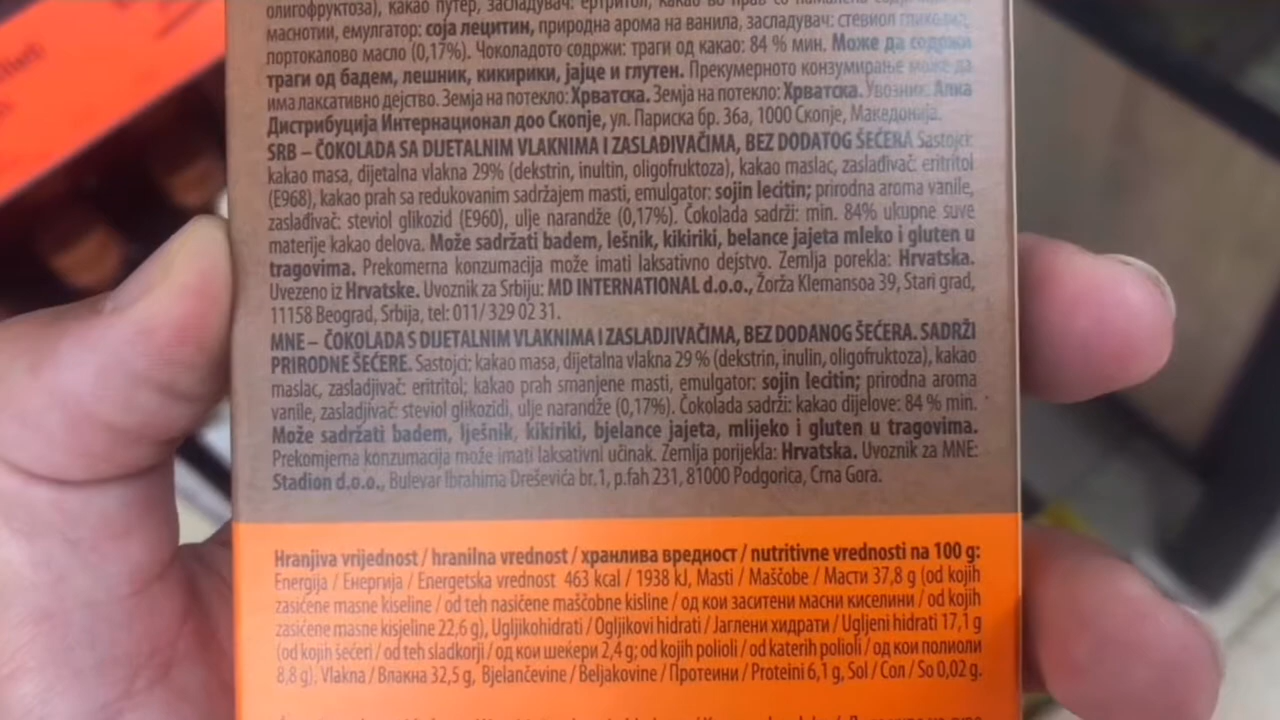 олигофруктоза), какао путер, засладувач: еритритол, какао во прав со намалена
маснотии, емулгатор: соја лецитин, природна арома на ванила, засладувач: стевиол
портокалово масло (0,17%). Чоколадото содржи: траги од какао: 84 % мин. Може да содржи
траги од бадем, лешник, кикирики, јајце и глутен. Прекумерното конзумирање може да
има лаксативно дејство. Земја на потекло: Хрватска. Земја на потекло: Хрватска. Увозник: Алка
Дистрибуција Интернационал доо Скопје, ул. Париска бр. 36а, 1000 Скопје, Македонија.
SRB – ČOKOLADA SA DIJETALNIM VLAKNIMA I ZASLAĐIVAČIMA, BEZ DODATOG ŠEĆERA Sastojci:
kakao masa, dijetalna vlakna 29% (dekstrin, inultin, oligofruktoza), kakao maslac, zaslađivač: eritritol
(E968), kakao prah sa redukovanim sadržajem masti, emulgator: sojin lecitin; prirodna aroma vanile,
zaslađivač: steviol glikozid (E960), ulje narandže (0,17%). Čokolada sadrži: min. 84% ukupne suve
materije kakao delova. Može sadržati badem, lešnik, kikiriki, belance jajeta mleko i gluten u
tragovima. Prekomerna konzumacija može imati laksativno dejstvo. Zemlja porekla: Hrvatska.
Uvezeno iz Hrvatske. Uvoznik za Srbiju: MD INTERNATIONAL d.o.o., Žorža Klemansoa 39, Stari grad,
11158 Beograd, Srbija, tel: 011/ 329 02 31.
MNE – ČOKOLADA S DIJETALNIM VLAKNIMA I ZASLADJIVAČIMA, BEZ DODANOG ŠEĆERA. SADRŽI
PRIRODNE ŠEĆERE. Sastojci: kakao masa, dijetalna vlakna 29 % (dekstrin, inulin, oligofruktoza), kakao
maslac, zasladjivač: eritritol; kakao prah smanjene masti, emulgator: sojin lecitin; prirodna aroma
vanile, zasladjivač: steviol glikozidi, ulje narandže (0,17%). Čokolada sadrži: kakao dijelove: 84 % min.
Može sadržati badem, lješnik, kikiriki, bjelance jajeta, mlijeko i gluten u tragovima.
Prekomjerna konzumacija može imati laksativni učinak. Zemlja porijekla: Hrvatska. Uvoznik za MNE:
Stadion d.o.o., Bulevar Ibrahima Dreševića br. 1, p.fah 231, 81000 Podgorica, Crna Gora.
Hranjiva vrijednost / hranilna vrednost / хранлива вредност / nutritivne vrednosti na 100 g:
Energija / Енергија / Energetska vrednost 463 kcal / 1938 kJ, Masti / Maščobe / Масти 37,8 g (od kojih
zasićene masne kiseline / od teh nasičene maščobne kisline / од кои заситени масни киселини / od kojih
zasićene masne kisjeline 22,6 g), Ugljikohidrati / Ogljikovi hidrati / Јаглени хидрати / Ugljeni hidrati 17,1 g
(od kojih šećeri / od teh sladkorji / од кои шекери 2,4 g; od kojih polioli / od katerih polioli / од кои полиоли
8,8 g). Vlakna / Влакна 32,5 g, Bjelančevine / Beljakovine / Протеини / Proteini 6,1 g, Sol / Сол / So 0,02 g.